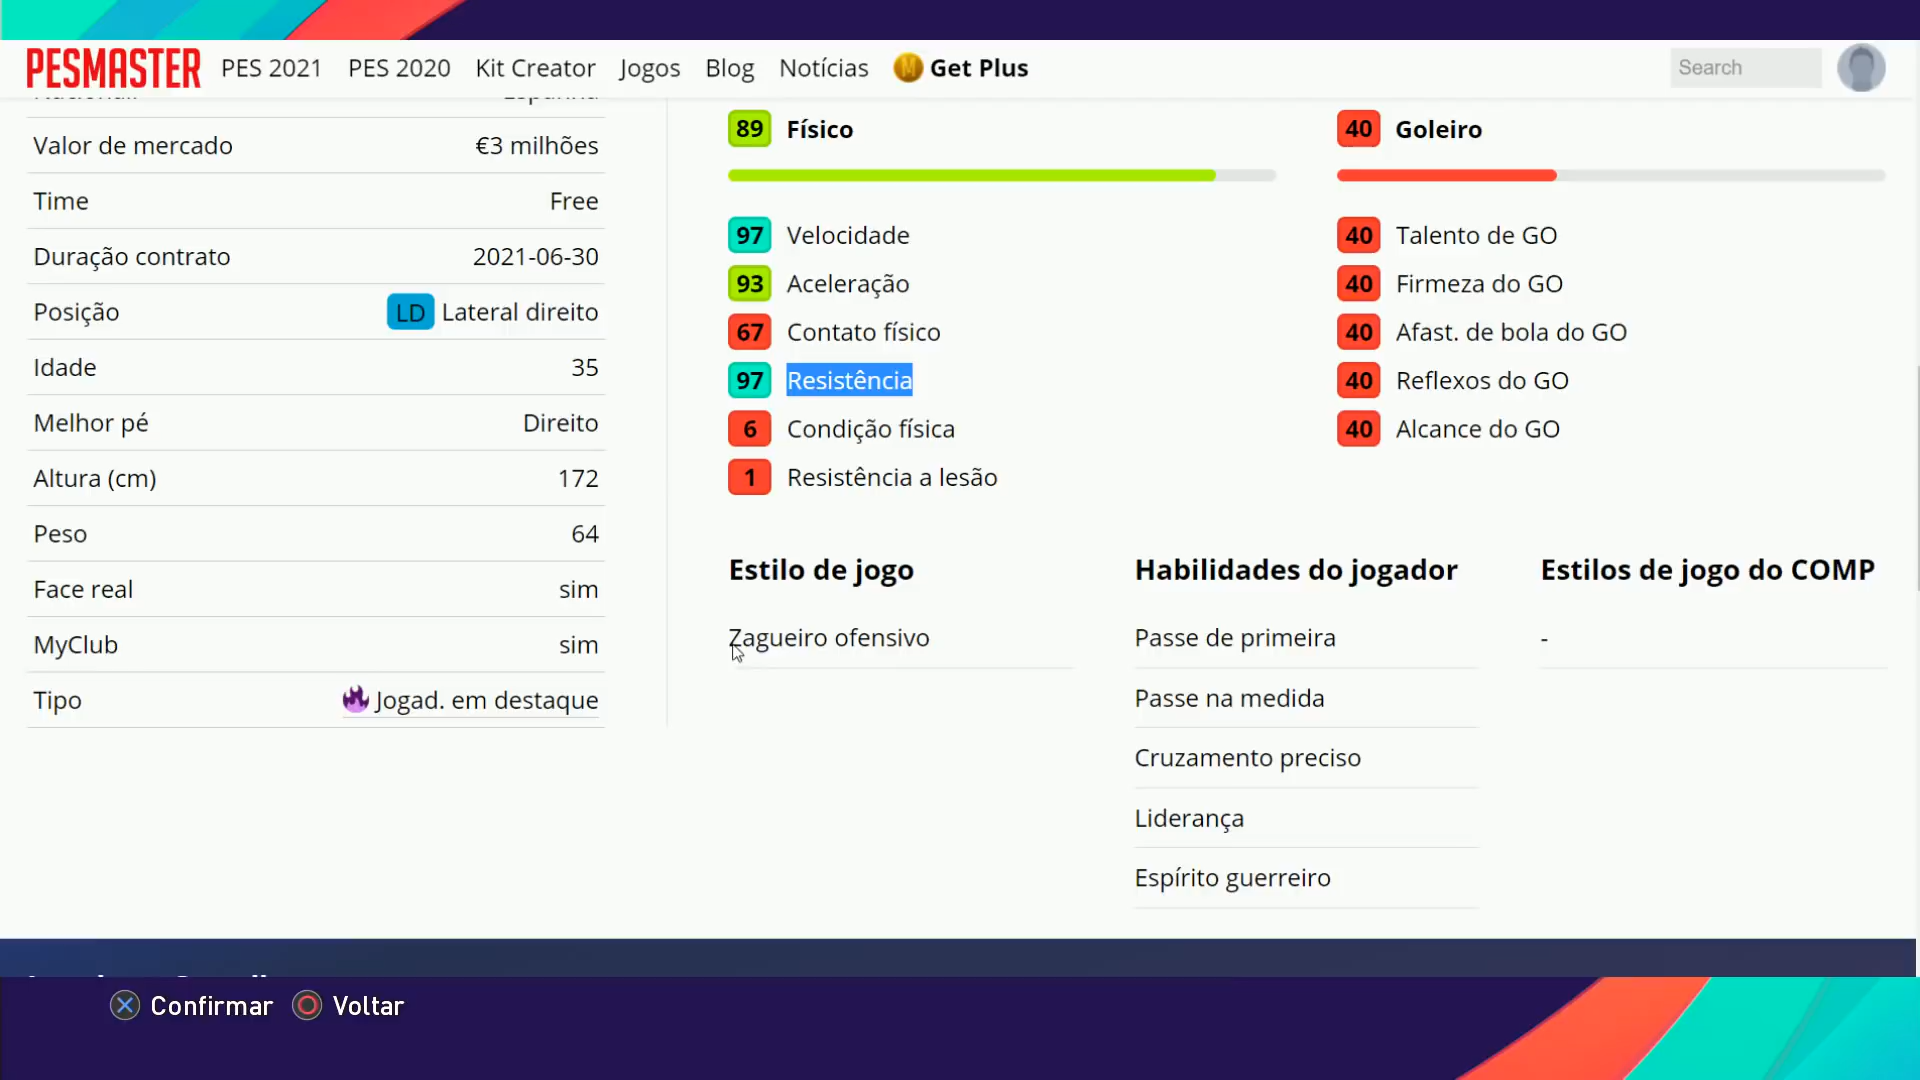 PESMASTER PES 2021 PES 2020 Kit Creator Jogos Blog Notícias Get Plus Search
Valor de mercado €3 milhões
Time Free
Duração contrato 2021-06-30
Posição LD Lateral direito
Idade 35
Melhor pé Direito
Altura (cm) 172
Peso 64
Face real sim
MyClub sim
Tipo Jogad. em destaque
89 Físico
97 Velocidade
93 Aceleração
67 Contato físico
97 Resistência
6 Condição física
1 Resistência a lesão
40 Goleiro
40 Talento de GO
40 Firmeza do GO
40 Afast. de bola do GO
40 Reflexos do GO
40 Alcance do GO
Estilo de jogo
Zagueiro ofensivo
Habilidades do jogador
Passe de primeira
Passe na medida
Cruzamento preciso
Liderança
Espírito guerreiro
Estilos de jogo do COMP
-
Confirmar Voltar